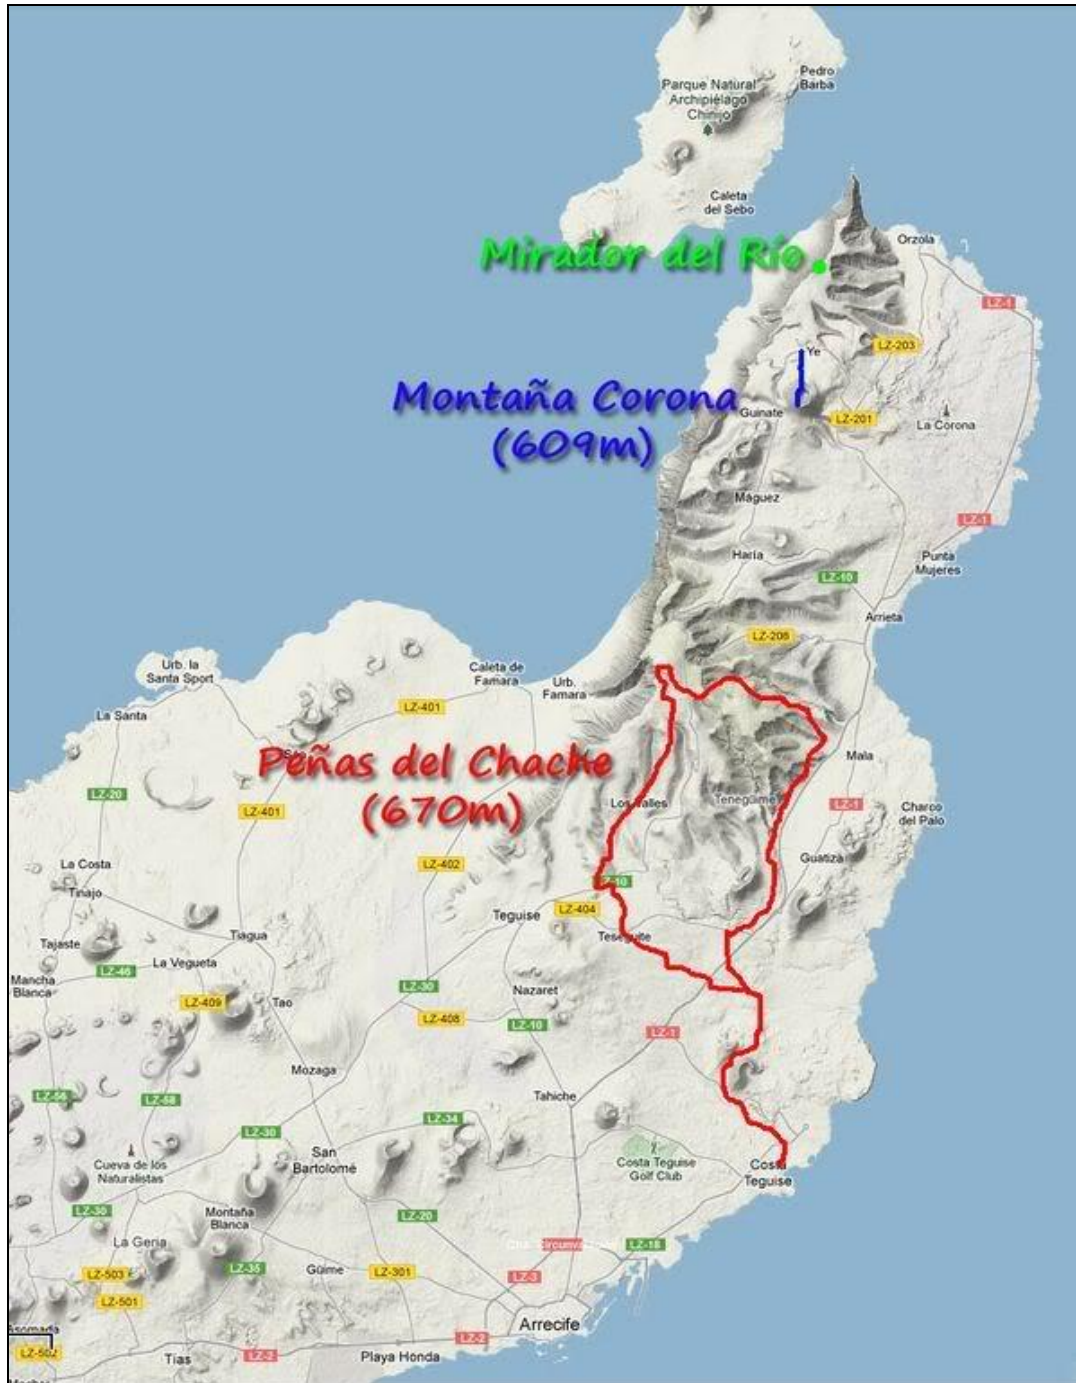 Pedro
Barba
Parque Natural
Archipiélago
Chinijo
Caleta
del Sebo
Orzola
Mirador del Río
LZ-1
Ye
LZ-203
Montaña Corona
(609m)
Guinate
LZ-201
La Corona
Máguez
LZ-1
Haría
Punta
Mujeres
LZ-10
Arrieta
LZ-206
Urb. la
Santa Sport
Caleta de
Famara
Urb.
Famara
La Santa
LZ-401
Peñas del Chache
(670m)
Mala
LZ-20
LZ-401
Los Valles
Teneguime
LZ-1
Charco
del Palo
La Costa
LZ-402
Guatiza
Tinajo
LZ-10
Teguise
LZ-404
Tajaste
Tiagua
Teseguite
La Vegueta
LZ-46
Mancha
Blanca
LZ-30
Nazaret
LZ-409
Tao
LZ-408
LZ-10
LZ-1
Mozaga
LZ-56
LZ-58
Tahiche
LZ-34
LZ-30
San
Bartolomé
Cueva de los
Naturalistas
Costa Teguise
Golf Club
Costa
Teguise
LZ-30
Montaña
Blanca
LZ-20
La Geria
LZ-18
LZ-503
LZ-35
Güime
LZ-301
LZ-3
LZ-501
Arrecife
Asomada
LZ-2
LZ-502
Tías
LZ-2
Playa Honda